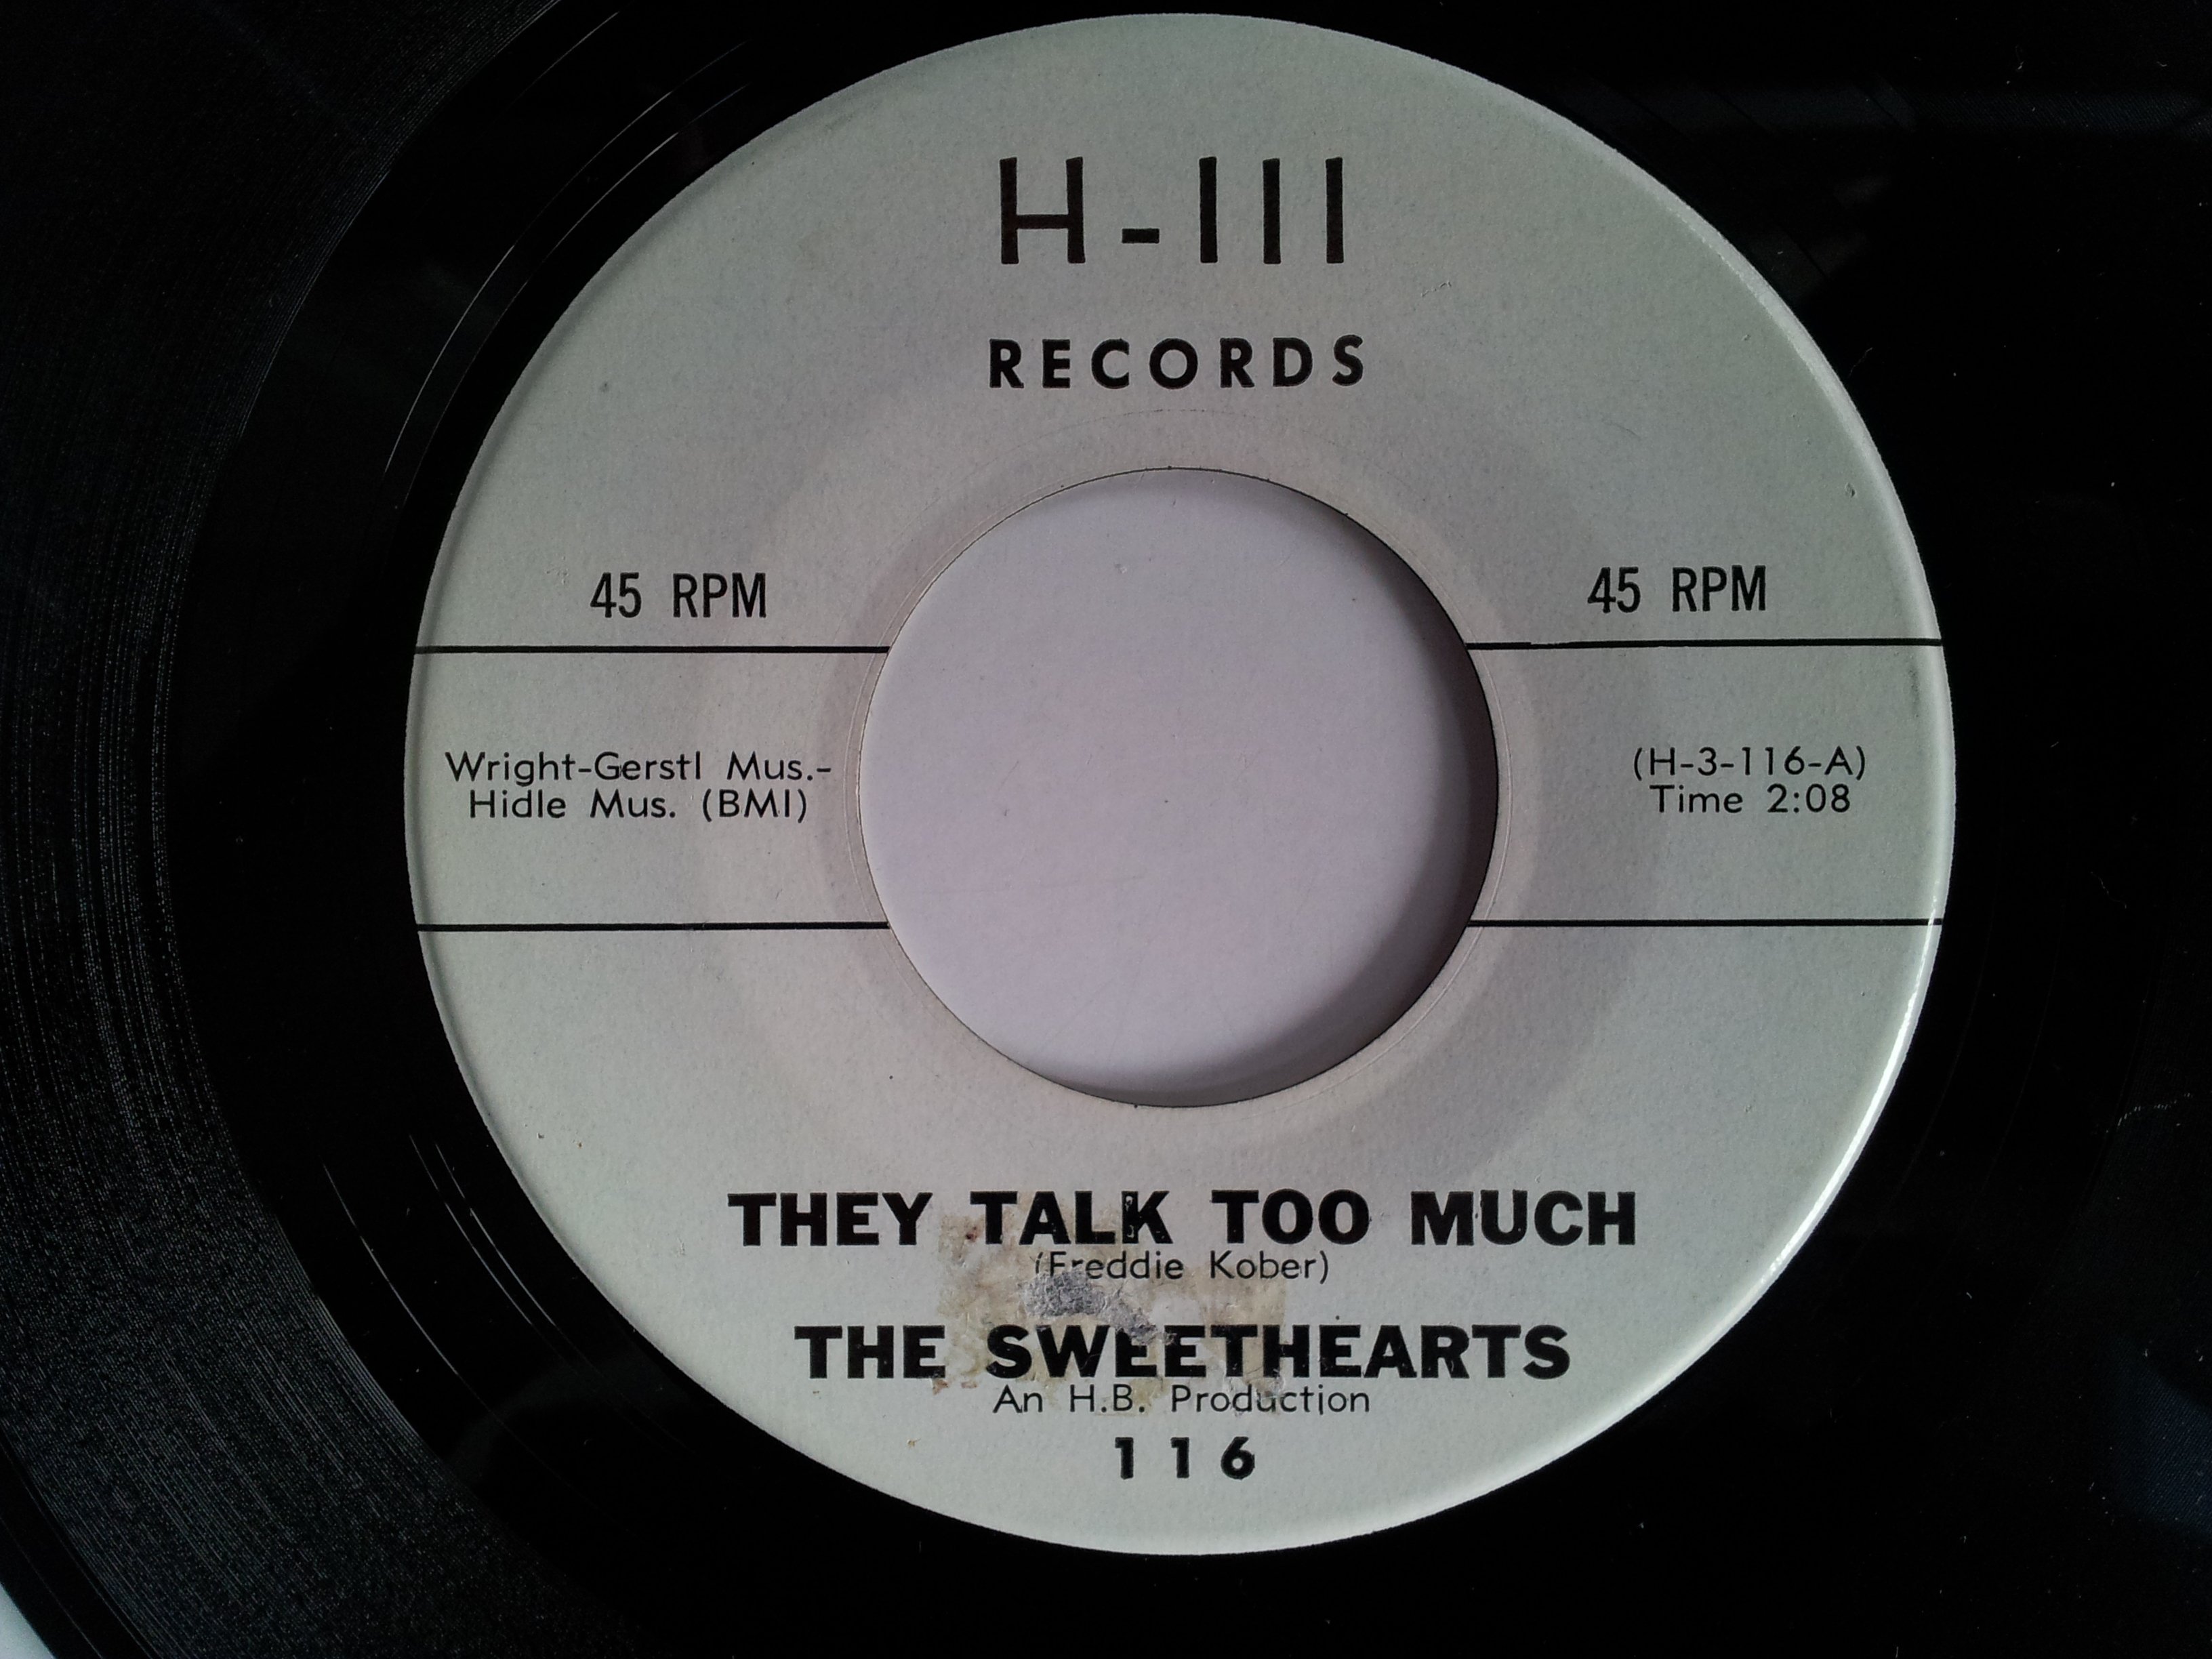 H-III
RECORDS
45 RPM
45 RPM
Wright-Gerstl Mus.-
Hidle Mus. (BMI)
(H-3-116-A)
Time 2:08
THEY TALK TOO MUCH
(Freddie Kober)
THE SWEETHEARTS
An H.B. Production
116